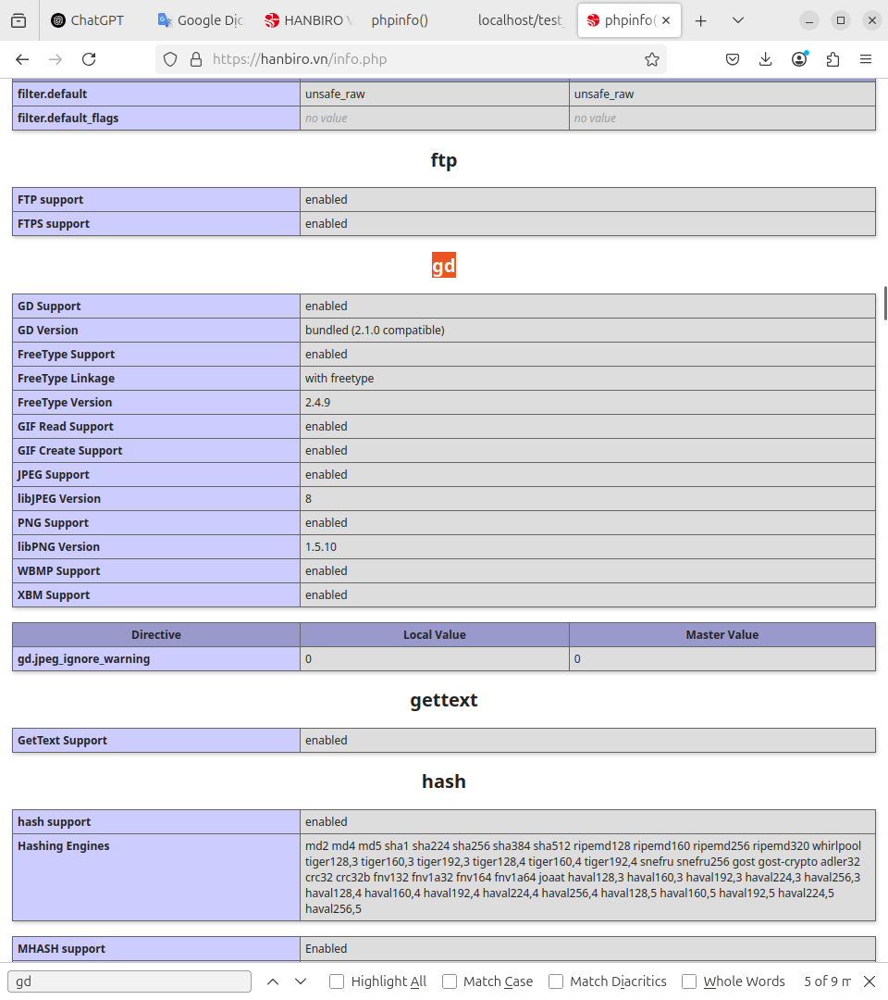 ChatGPT
Google Dic
HANBIRO \
phpinfo()
localhost/test_
phpinfo(
https://hanbiro.vn/info.php
filter.default unsafe_raw unsafe_raw
filter.default_flags no value no value
ftp
FTP support enabled
FTPS support enabled
gd
GD Support enabled
GD Version bundled (2.1.0 compatible)
FreeType Support enabled
FreeType Linkage with freetype
FreeType Version 2.4.9
GIF Read Support enabled
GIF Create Support enabled
JPEG Support enabled
libJPEG Version 8
PNG Support enabled
libPNG Version 1.5.10
WBMP Support enabled
XBM Support enabled
Directive Local Value Master Value
gd.jpeg_ignore_warning 0 0
gettext
GetText Support enabled
hash
hash support enabled
Hashing Engines md2 md4 md5 sha1 sha224 sha256 sha384 sha512 ripemd128 ripemd160 ripemd256 ripemd320 whirlpool
tiger128,3 tiger160,3 tiger192,3 tiger128,4 tiger160,4 tiger192,4 snefru snefru256 gost gost-crypto adler32
crc32 crc32b fnv132 fnv1a32 fnv164 fnv1a64 joaat haval128,3 haval160,3 haval192,3 haval224,3 haval256,3
haval128,4 haval160,4 haval192,4 haval224,4 haval256,4 haval128,5 haval160,5 haval192,5 haval224,5
haval256,5
MHASH support Enabled
gd Highlight All Match Case Match Diacritics Whole Words 5 of 9 m